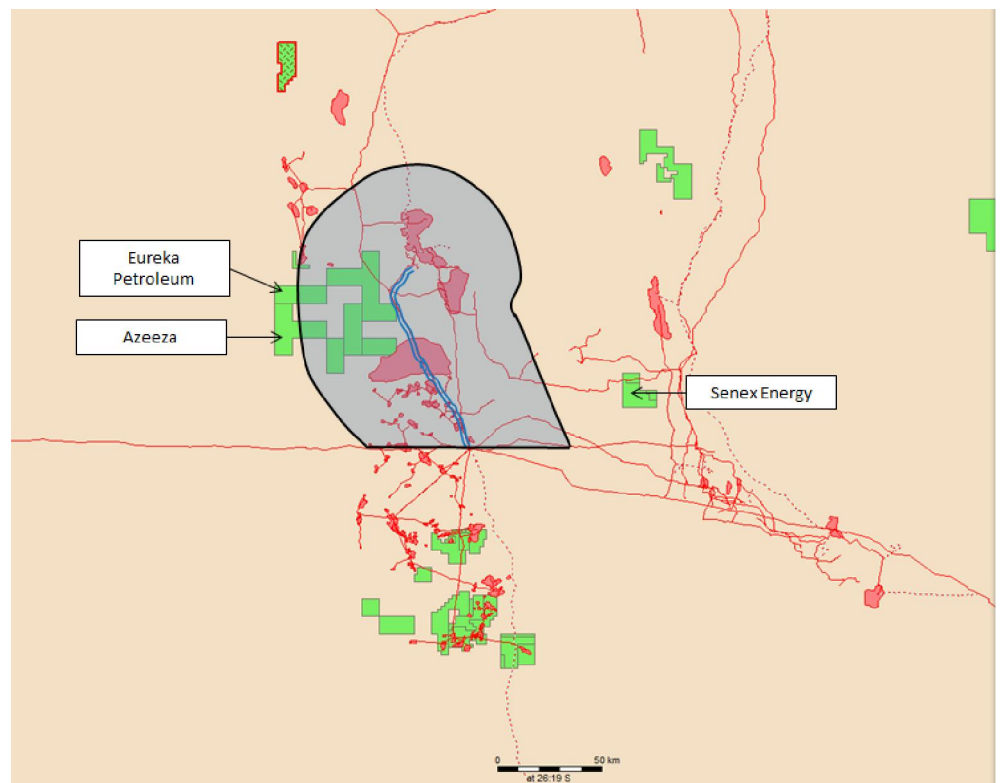 Eureka
Petroleum
Azeeza
Senex Energy
0
50 km
at 26:19 S